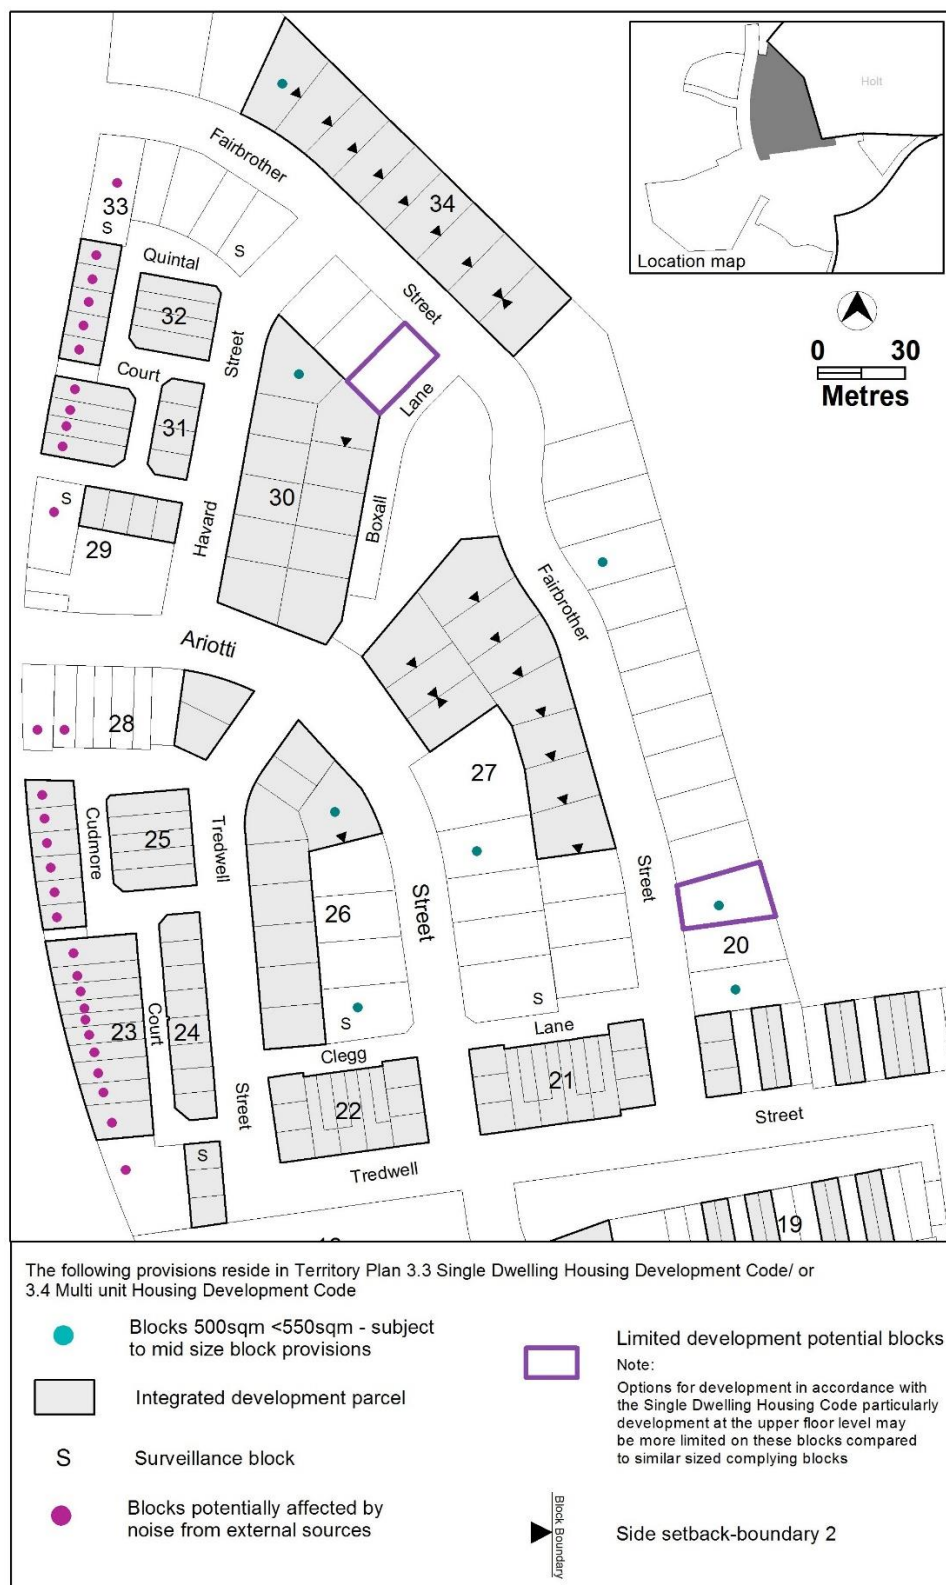 Holt
Location map
0 30
Metres
Fairbrother
34
33
S
S
Quintal
32
Street
Street
Court
31
Lane
S
30
Havard
Boxall
29
Fairbrother
Ariotti
28
27
Cudmore
25
Tredwell
26
Street
Street
20
S
S
23
Court
24
Lane
Clegg
21
22
Street
Street
S
Tredwell
19
The following provisions reside in Territory Plan 3.3 Single Dwelling Housing Development Code/ or
3.4 Multi unit Housing Development Code
Blocks 500sqm <550sqm - subject
to mid size block provisions
Integrated development parcel
S Surveillance block
Blocks potentially affected by
noise from external sources
Limited development potential blocks
Note:
Options for development in accordance with
the Single Dwelling Housing Code particularly
development at the upper floor level may
be more limited on these blocks compared
to similar sized complying blocks
Block Boundary
Side setback-boundary 2